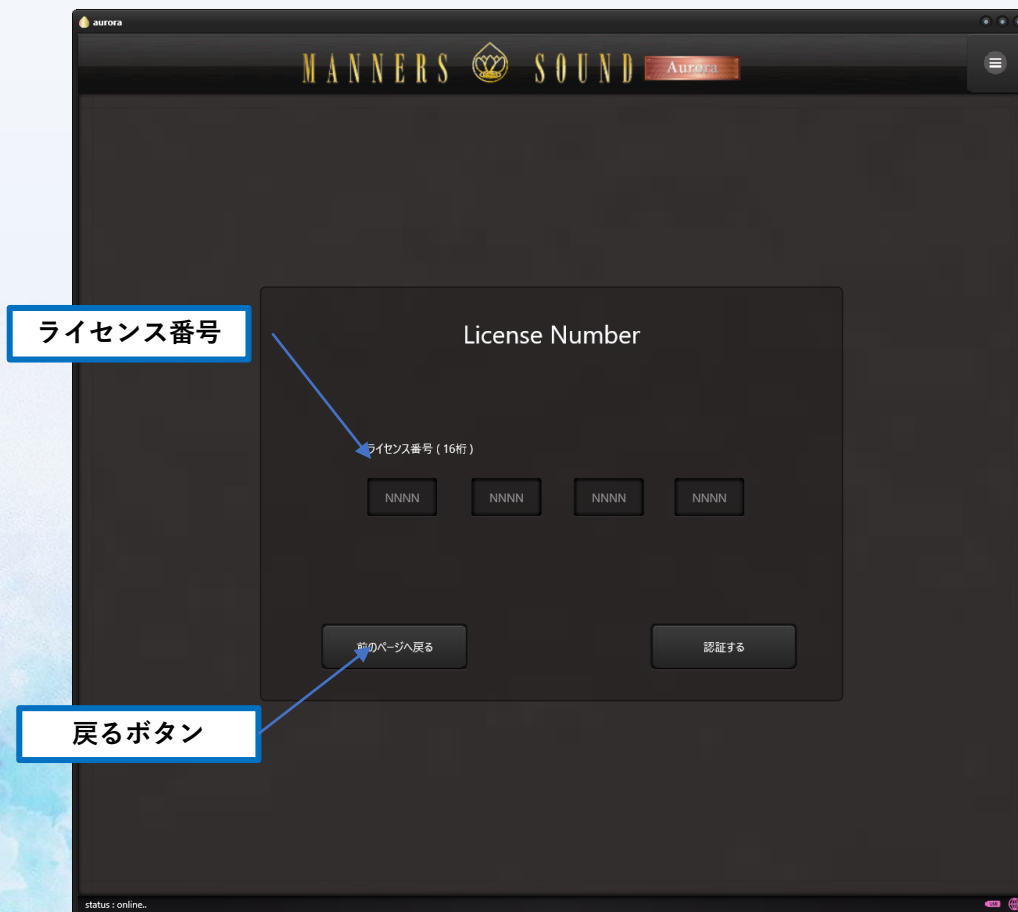 aurora
MANNERS SOUND Aurora
ライセンス番号
License Number
ライセンス番号 ( 16桁 )
NNNN NNNN NNNN NNNN
前のページへ戻る 認証する
戻るボタン
status : online..